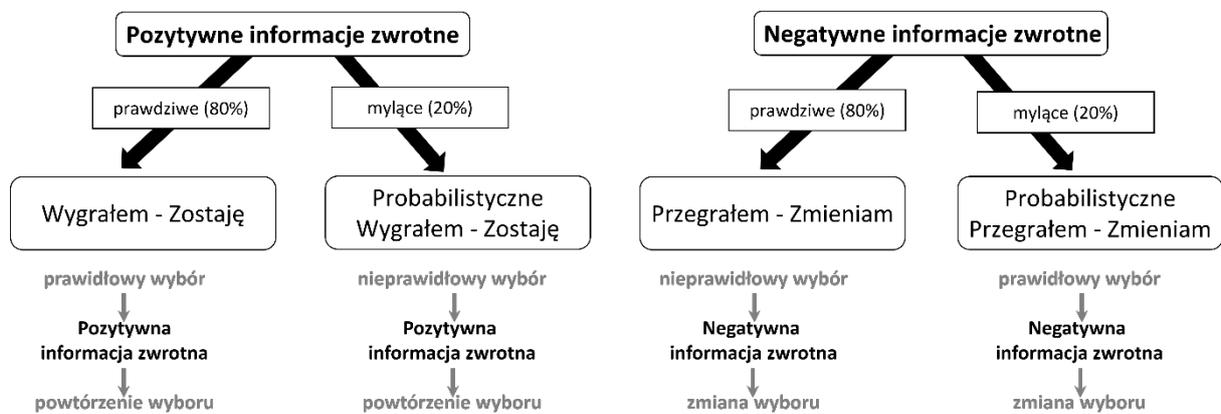 Pozytywne informacje zwrotne
prawdziwe (80%)
mylące (20%)
Wygrałem - Zostaję
Probabilistyczne
Wygrałem - Zostaję
prawidłowy wybór
Pozytywna
informacja zwrotna
powtórzenie wyboru
nieprawidłowy wybór
Pozytywna
informacja zwrotna
powtórzenie wyboru
Negatywne informacje zwrotne
prawdziwe (80%)
mylące (20%)
Przegrałem - Zmieniam
Probabilistyczne
Przegrałem - Zmieniam
nieprawidłowy wybór
Negatywna
informacja zwrotna
zmiana wyboru
prawidłowy wybór
Negatywna
informacja zwrotna
zmiana wyboru